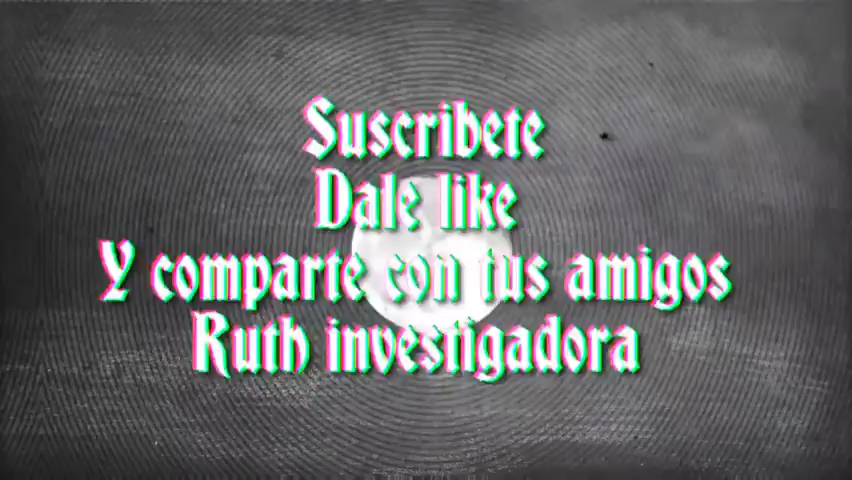 Suscribete
Dale like
Y comparte con tus amigos
Ruth investigadora